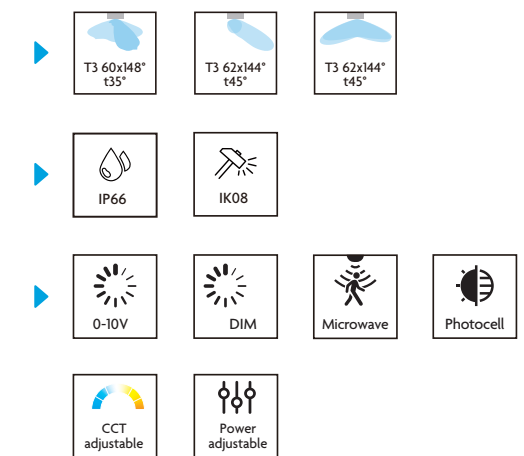 T3 60x148°
t35°
T3 62x144°
t45°
T3 62x144°
t45°
IP66
IK08
0-10V
DIM
Microwave
Photocell
CCT
adjustable
Power
adjustable